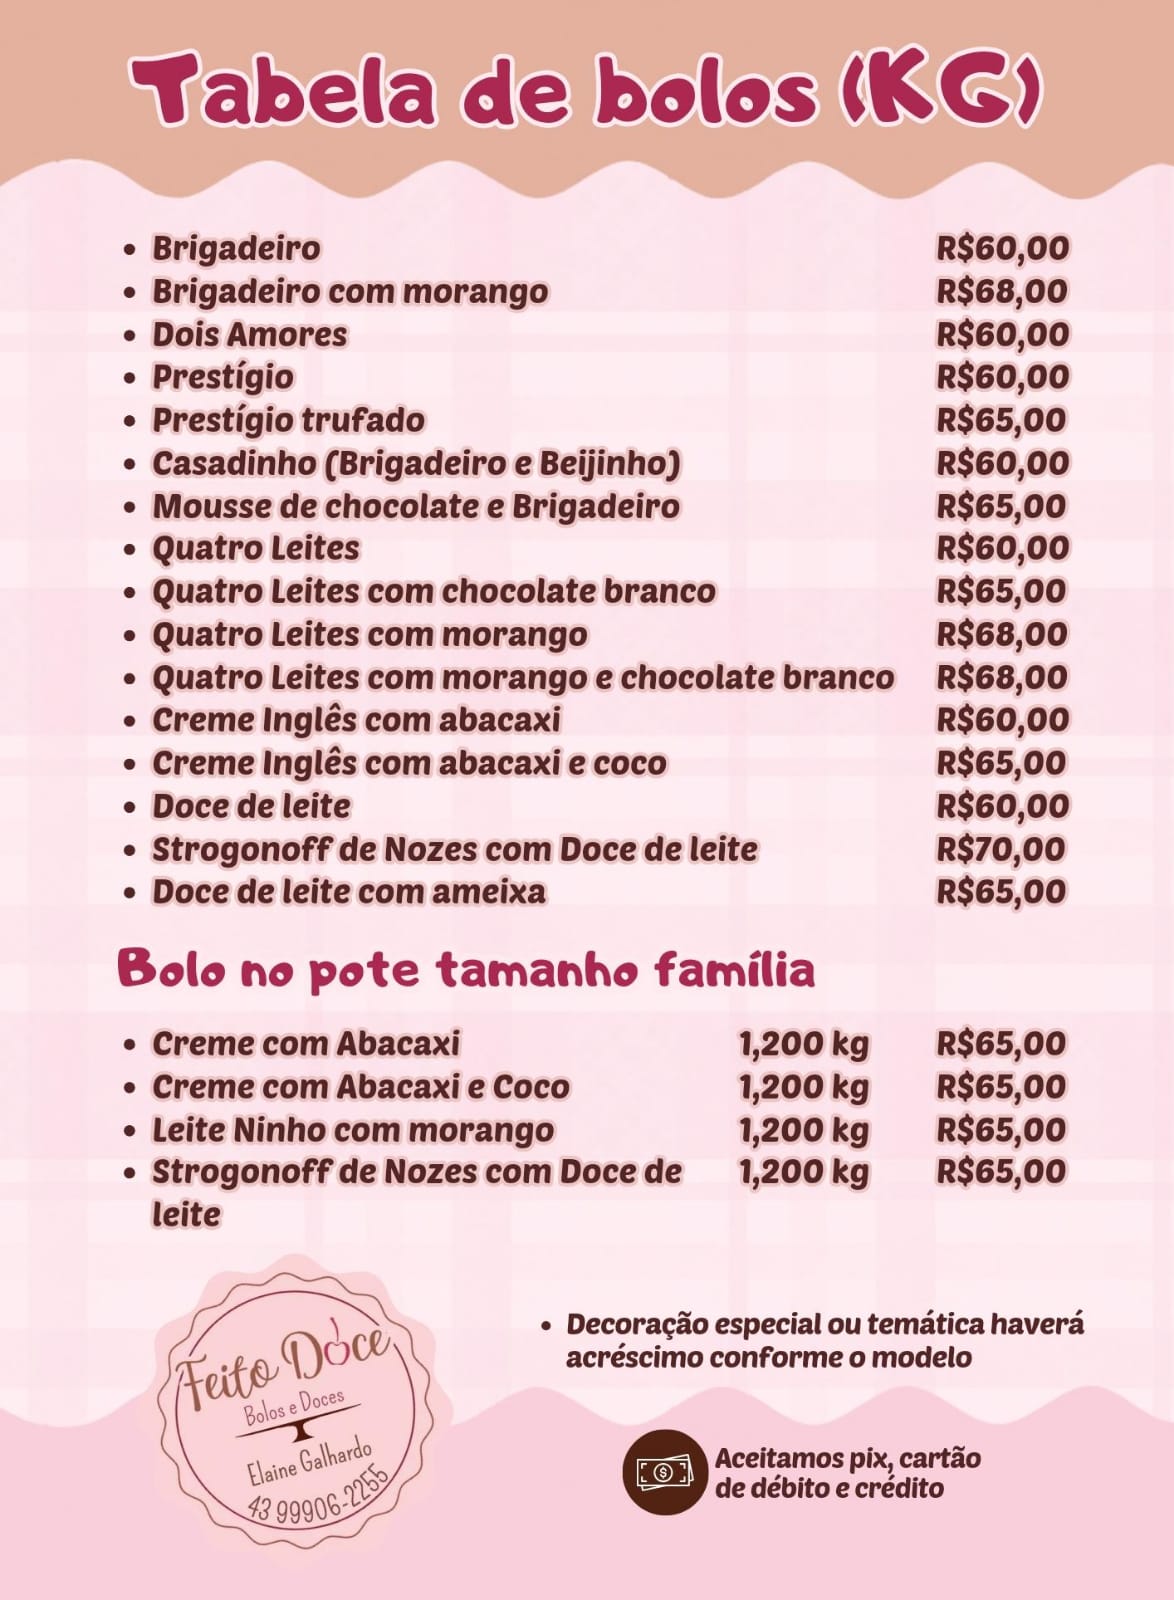 Tabela de bolos (KG)
• Brigadeiro R$60,00
• Brigadeiro com morango R$68,00
• Dois Amores R$60,00
• Prestígio R$60,00
• Prestígio trufado R$65,00
• Casadinho (Brigadeiro e Beijinho) R$60,00
• Mousse de chocolate e Brigadeiro R$65,00
• Quatro Leites R$60,00
• Quatro Leites com chocolate branco R$65,00
• Quatro Leites com morango R$68,00
• Quatro Leites com morango e chocolate branco R$68,00
• Creme Inglês com abacaxi R$60,00
• Creme Inglês com abacaxi e coco R$65,00
• Doce de leite R$60,00
• Strogonoff de Nozes com Doce de leite R$70,00
• Doce de leite com ameixa R$65,00
Bolo no pote tamanho família
• Creme com Abacaxi 1,200 kg R$65,00
• Creme com Abacaxi e Coco 1,200 kg R$65,00
• Leite Ninho com morango 1,200 kg R$65,00
• Strogonoff de Nozes com Doce de 1,200 kg R$65,00
leite
• Decoração especial ou temática haverá
acréscimo conforme o modelo
Feito Doce
Bolos e Doces
Elaine Galhardo
43 99906-2255
$
Aceitamos pix, cartão
de débito e crédito